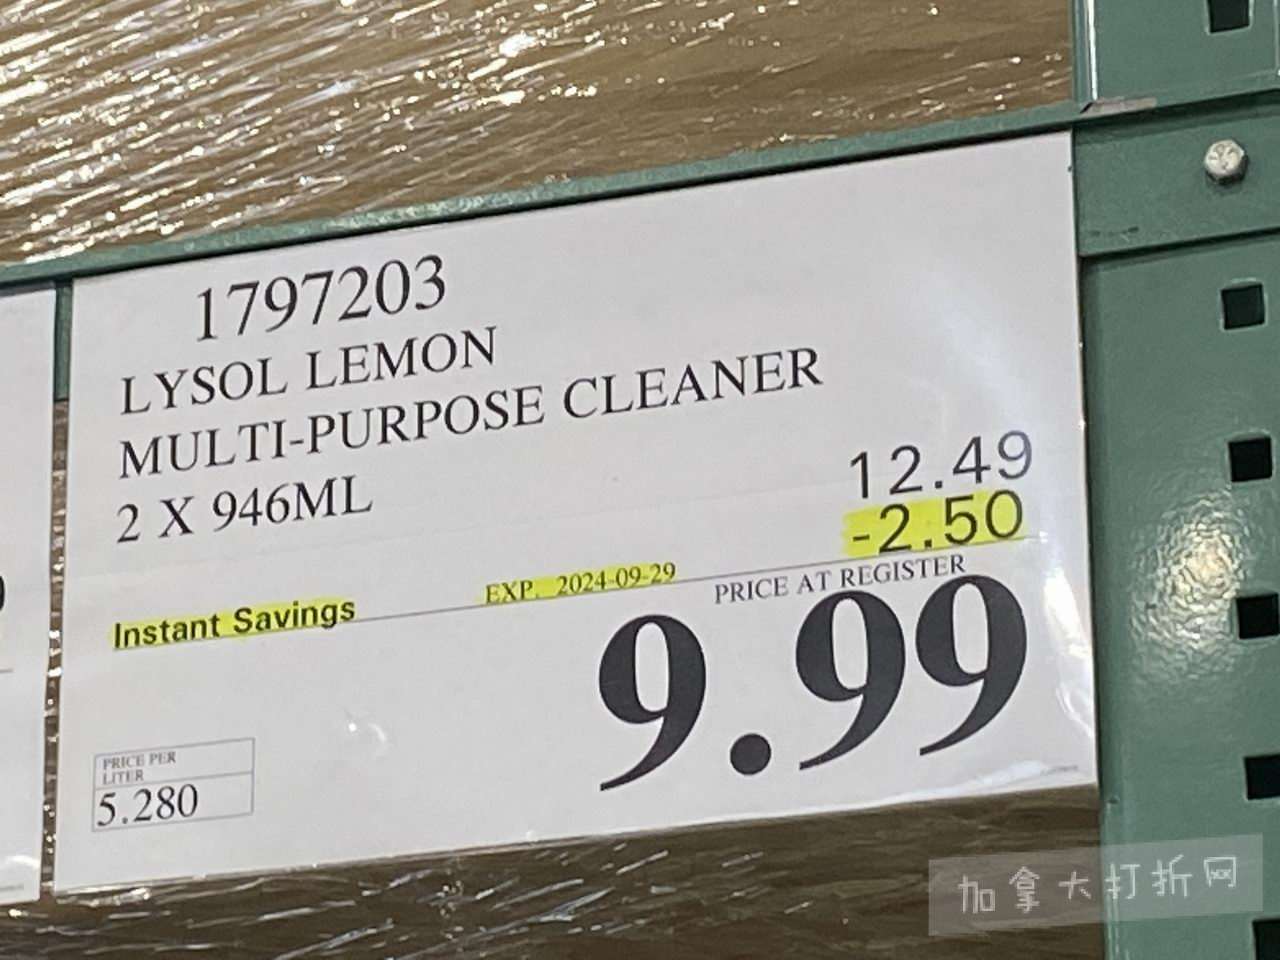 1797203
LYSOL LEMON
MULTI-PURPOSE CLEANER
2 X 946ML
12.49
-2.50
Instant Savings
EXP. 2024-09-29
PRICE AT REGISTER
9.99
PRICE PER
LITER
5.280
加拿大打折网